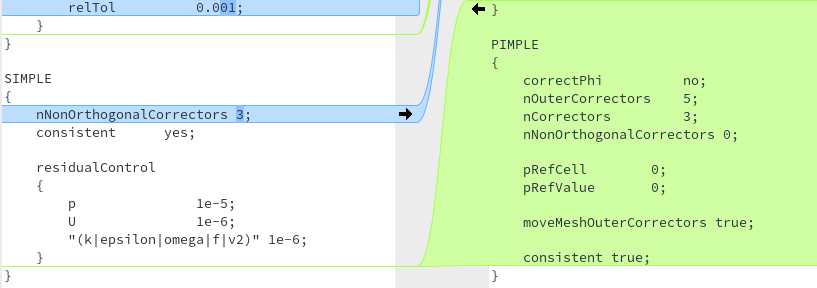 relTol          0.001;
    }
}

SIMPLE
{
    nNonOrthogonalCorrectors 3;
    consistent      yes;

    residualControl
    {
        p               1e-5;
        U               1e-6;
        "(k|epsilon|omega|f|v2)" 1e-6;
    }
}
}

PIMPLE
{
    correctPhi          no;
    nOuterCorrectors    5;
    nCorrectors         3;
    nNonOrthogonalCorrectors 0;

    pRefCell        0;
    pRefValue       0;

    moveMeshOuterCorrectors true;

    consistent true;
}